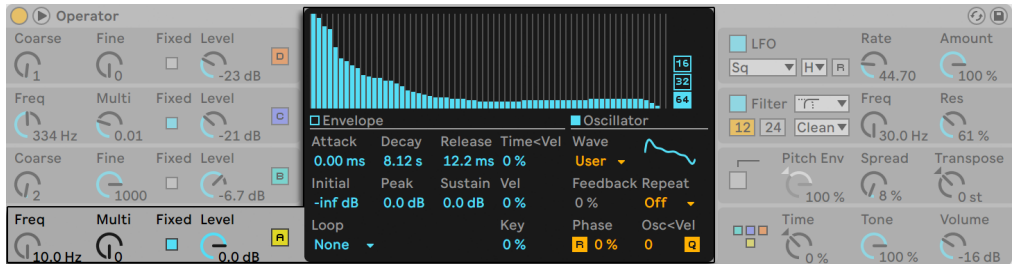 Operator
Coarse Fine Fixed Level
1 0 -23 dB D
Freq Multi Fixed Level
334 Hz 0.01 -21 dB C
Coarse Fine Fixed Level
2 1000 -6.7 dB B
Freq Multi Fixed Level
10.0 Hz 0 0.0 dB A
16
32
64
Envelope Oscillator
Attack Decay Release Time<Vel Wave
0.00 ms 8.12 s 12.2 ms 0 % User
Initial Peak Sustain Vel Feedback Repeat
-inf dB 0.0 dB 0.0 dB 0 % 0 % Off
Loop Key Phase Osc<Vel
None 0 % R 0 % 0 Q
LFO Rate Amount
Sq H R 44.70 100 %
Filter Freq Res
12 24 Clean 30.0 Hz 61 %
Pitch Env Spread Transpose
100 % 8 % 0 st
Time Tone Volume
0 % 100 % -16 dB